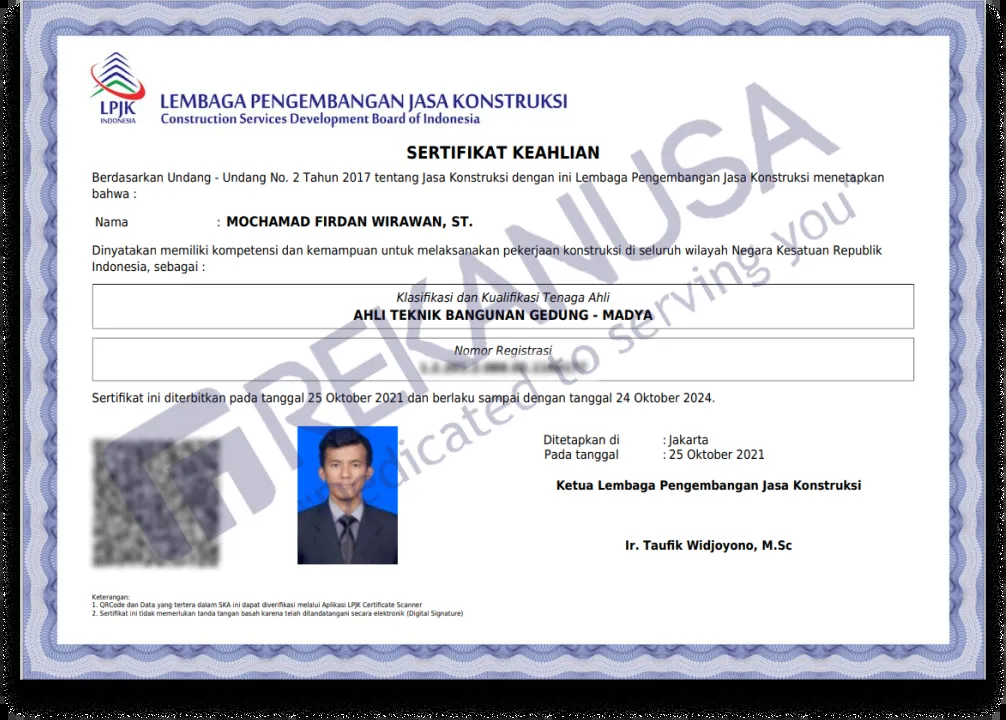 LPJK
INDONESIA
LEMBAGA PENGEMBANGAN JASA KONSTRUKSI
Construction Services Development Board of Indonesia
SERTIFIKAT KEAHLIAN
Berdasarkan Undang - Undang No. 2 Tahun 2017 tentang Jasa Konstruksi dengan ini Lembaga Pengembangan Jasa Konstruksi menetapkan
bahwa :
Nama : MOCHAMAD FIRDAN WIRAWAN, ST.
Dinyatakan memiliki kompetensi dan kemampuan untuk melaksanakan pekerjaan konstruksi di seluruh wilayah Negara Kesatuan Republik
Indonesia, sebagai :
Klasifikasi dan Kualifikasi Tenaga Ahli
AHLI TEKNIK BANGUNAN GEDUNG - MADYA
Nomor Registrasi
Sertifikat ini diterbitkan pada tanggal 25 Oktober 2021 dan berlaku sampai dengan tanggal 24 Oktober 2024.
Ditetapkan di : Jakarta
Pada tanggal : 25 Oktober 2021
Ketua Lembaga Pengembangan Jasa Konstruksi
Ir. Taufik Widjoyono, M.Sc
Keterangan:
1. QRCode dan Data yang tertera dalam SKA ini dapat diverifikasi melalui Aplikasi LPJK Certificate Scanner
2. Sertifikat ini tidak memerlukan tanda tangan basah karena telah ditandatangani secara elektronik (Digital Signature)
REKANUSA
"dedicated to serving you"